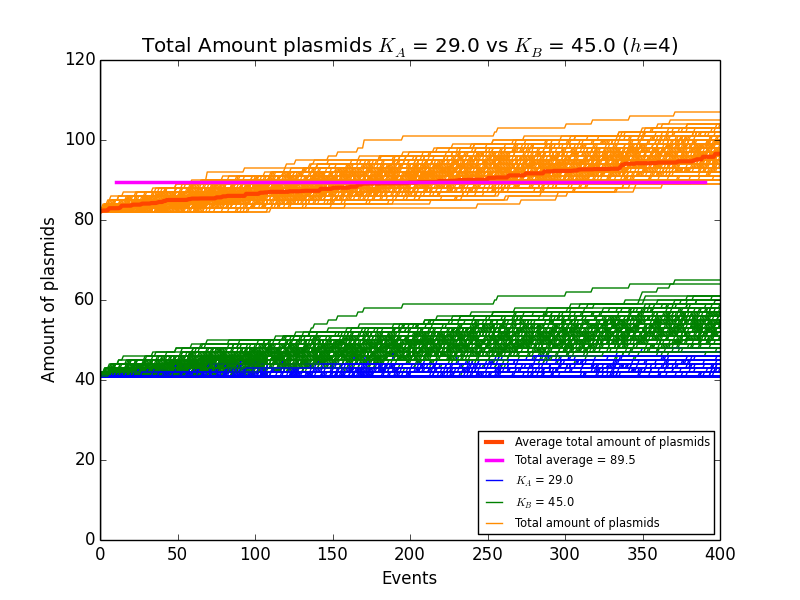 Total Amount plasmids K_A = 29.0 vs K_B = 45.0 (h=4)
120
100
80
60
40
20
0
Amount of plasmids
0 50 100 150 200 250 300 350 400
Events
Average total amount of plasmids
Total average = 89.5
K_A = 29.0
K_B = 45.0
Total amount of plasmids